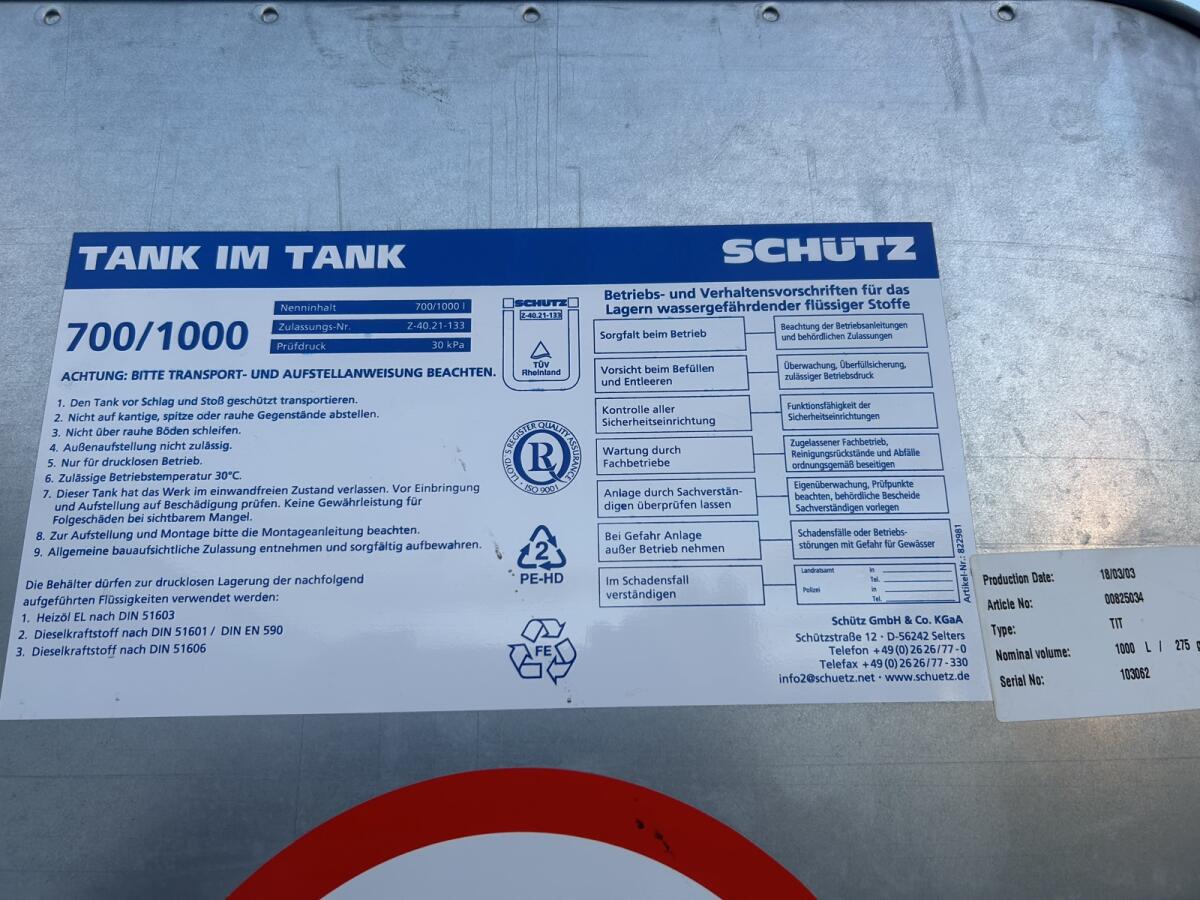 TANK IM TANK
SCHÜTZ
700/1000
Nenninhalt 700/1000 l
Zulassungs-Nr. Z-40.21-133
Prüfdruck 30 kPa
ACHTUNG: BITTE TRANSPORT- UND AUFSTELLANWEISUNG BEACHTEN.
1. Den Tank vor Schlag und Stoß geschützt transportieren.
2. Nicht auf kantige, spitze oder rauhe Gegenstände abstellen.
3. Nicht über rauhe Böden schleifen.
4. Außenaufstellung nicht zulässig.
5. Nur für drucklosen Betrieb.
6. Zulässige Betriebstemperatur 30°C.
7. Dieser Tank hat das Werk im einwandfreien Zustand verlassen. Vor Einbringung
und Aufstellung auf Beschädigung prüfen. Keine Gewährleistung für
Folgeschäden bei sichtbarem Mangel.
8. Zur Aufstellung und Montage bitte die Montageanleitung beachten.
9. Allgemeine bauaufsichtliche Zulassung entnehmen und sorgfältig aufbewahren.
Die Behälter dürfen zur drucklosen Lagerung der nachfolgend
aufgeführten Flüssigkeiten verwendet werden:
1. Heizöl EL nach DIN 51603
2. Dieselkraftstoff nach DIN 51601 / DIN EN 590
3. Dieselkraftstoff nach DIN 51606
SCHUTZ
Z-40.21-133
TÜV
Rheinland
LLOYD'S REGISTER QUALITY ASSURANCE
LRQ
ISO 9001
2
PE-HD
FE
Betriebs- und Verhaltensvorschriften für das
Lagern wassergefährdender flüssiger Stoffe
Sorgfalt beim Betrieb
Beachtung der Betriebsanleitungen
und behördlichen Zulassungen
Vorsicht beim Befüllen
und Entleeren
Überwachung, Überfüllsicherung,
zulässiger Betriebsdruck
Kontrolle aller
Sicherheitseinrichtung
Funktionsfähigkeit der
Sicherheitseinrichtungen
Wartung durch
Fachbetriebe
Zugelassener Fachbetrieb,
Reinigungsrückstände und Abfälle
ordnungsgemäß beseitigen
Anlage durch Sachverstän-
digen überprüfen lassen
Eigenüberwachung, Prüfpunkte
beachten, behördliche Bescheide
Sachverständigen vorlegen
Bei Gefahr Anlage
außer Betrieb nehmen
Schadensfälle oder Betriebs-
störungen mit Gefahr für Gewässer
Im Schadensfall
verständigen
Landratsamt in
Tel.
Polizei in
Tel.
Artikel-Nr.: 822981
Schütz GmbH & Co. KGaA
Schützstraße 12 · D-56242 Selters
Telefon +49 (0) 26 26 / 77 - 0
Telefax +49 (0) 26 26 / 77 - 330
info2@schuetz.net · www.schuetz.de
Production Date: 18/03/03
Article No: 00825034
Type: TIT
Nominal volume: 1000 L / 275 g
Serial No: 103062